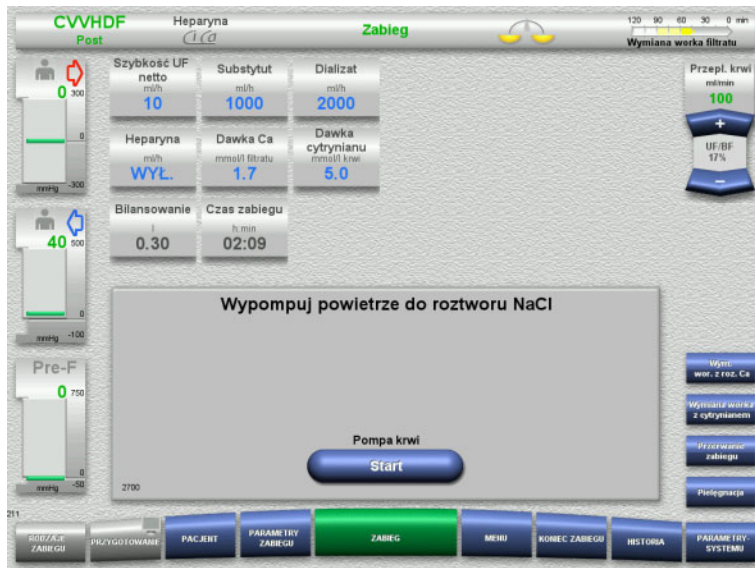 CVVHDF
Post
Heparyna
Ci Ca
Zabieg
120 90 60 30 0 min
Wymiana worka filtratu
0
300
0
-300
mmHg
40
500
0
-100
mmHg
Pre-F
0
750
0
-50
mmHg
Szybkość UF
netto
ml/h
10
Substytut
ml/h
1000
Dializat
ml/h
2000
Heparyna
ml/h
WYŁ.
Dawka Ca
mmol/l filtratu
1.7
Dawka
cytrynianu
mmol/l krwi
5.0
Bilansowanie
l
0.30
Czas zabiegu
h:min
02:09
Przepł. krwi
ml/min
100
+
UF/BF
17%
−
Wypompuj powietrze do roztworu NaCl
Pompa krwi
Start
2700
Wym.
wor. z roz. Ca
Wymiana worka
z cytrynianem
Przerwanie
zabiegu
Pielęgnacja
211
RODZAJE
ZABIEGU
PRZYGOTOWANIE
PACJENT
PARAMETRY
ZABIEGU
ZABIEG
MENU
KONIEC ZABIEGU
HISTORIA
PARAMETRY-
SYSTEMU